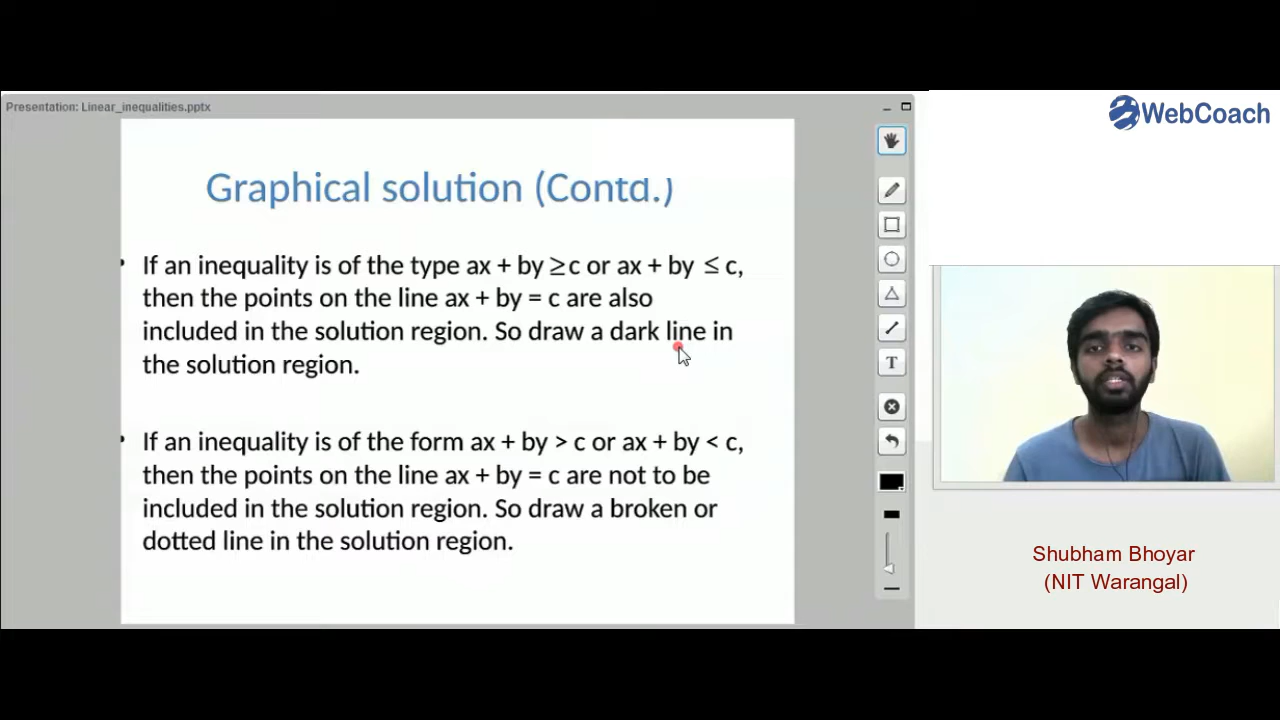 Presentation: Linear_inequalities.pptx
WebCoach
Graphical solution (Contd.)
• If an inequality is of the type ax + by ≥ c or ax + by ≤ c,
then the points on the line ax + by = c are also
included in the solution region. So draw a dark line in
the solution region.
• If an inequality is of the form ax + by > c or ax + by < c,
then the points on the line ax + by = c are not to be
included in the solution region. So draw a broken or
dotted line in the solution region.
T
Shubham Bhoyar
(NIT Warangal)